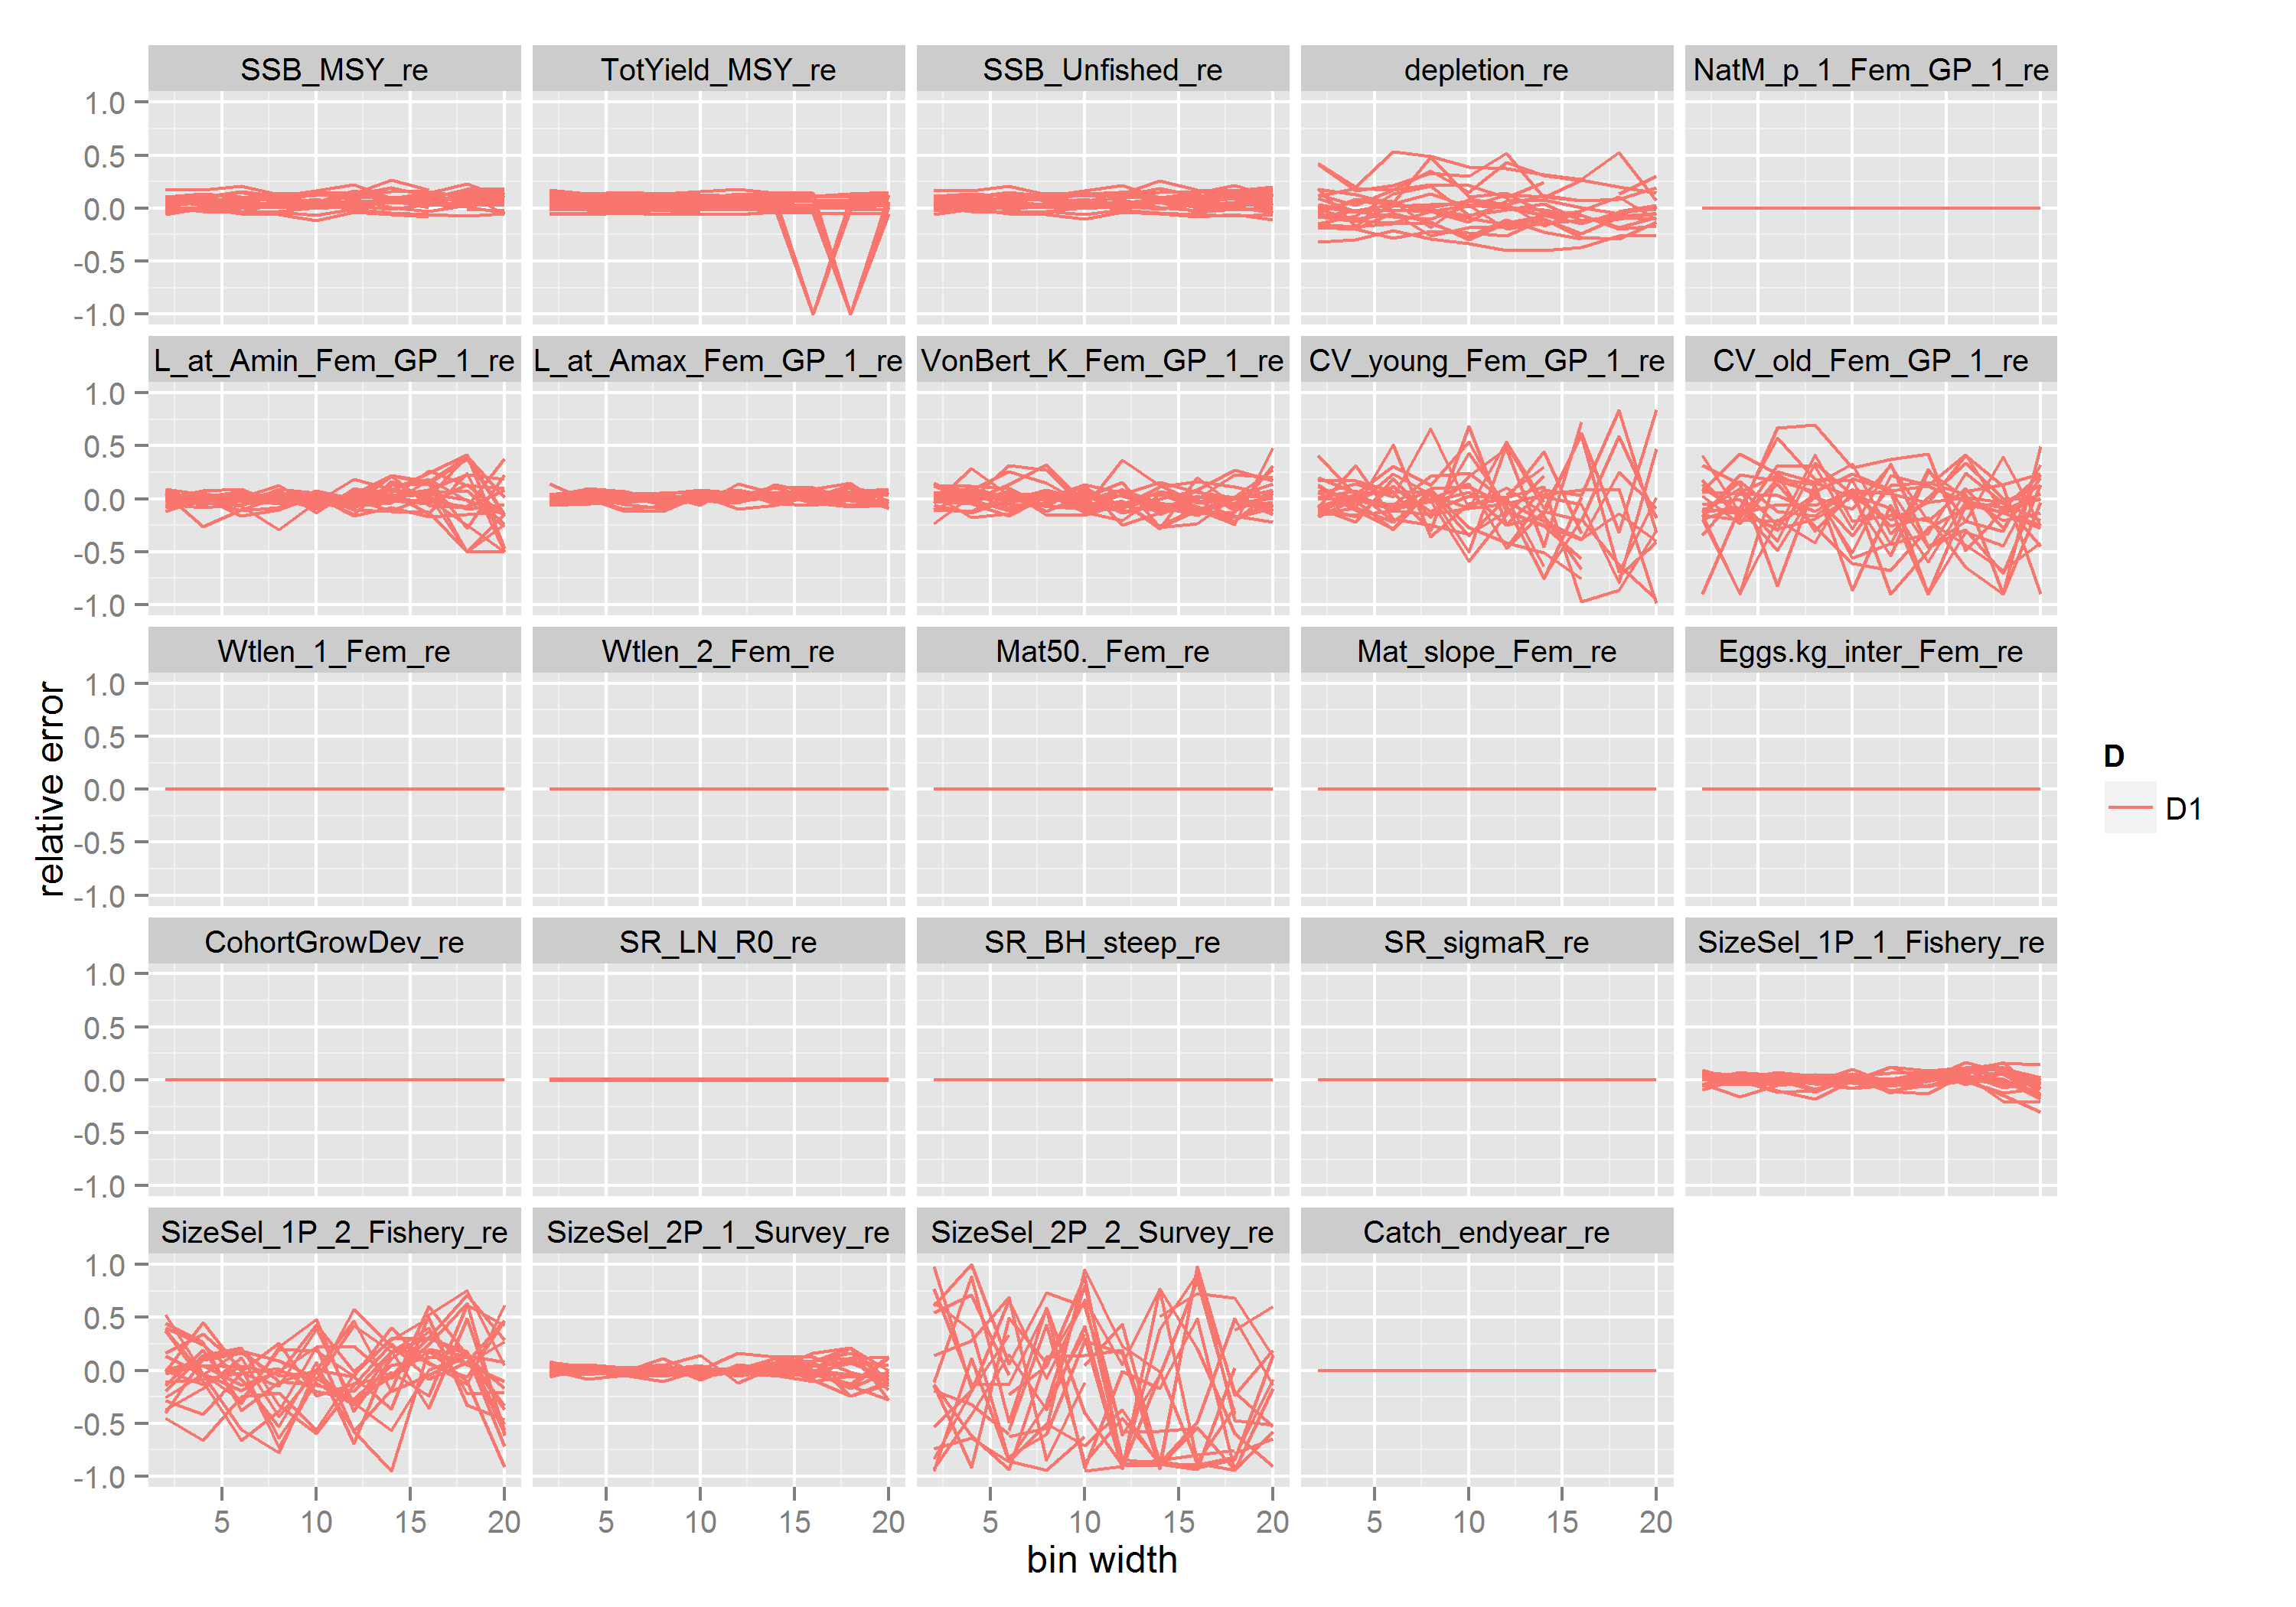 SSB_MSY_re TotYield_MSY_re SSB_Unfished_re depletion_re NatM_p_1_Fem_GP_1_re
1.0
0.5
0.0
-0.5
-1.0
L_at_Amin_Fem_GP_1_re L_at_Amax_Fem_GP_1_re VonBert_K_Fem_GP_1_re CV_young_Fem_GP_1_re CV_old_Fem_GP_1_re
1.0
0.5
0.0
-0.5
-1.0
Wtlen_1_Fem_re Wtlen_2_Fem_re Mat50._Fem_re Mat_slope_Fem_re Eggs.kg_inter_Fem_re
1.0
0.5
0.0
-0.5
-1.0
CohortGrowDev_re SR_LN_R0_re SR_BH_steep_re SR_sigmaR_re SizeSel_1P_1_Fishery_re
1.0
0.5
0.0
-0.5
-1.0
SizeSel_1P_2_Fishery_re SizeSel_2P_1_Survey_re SizeSel_2P_2_Survey_re Catch_endyear_re
1.0
0.5
0.0
-0.5
-1.0
5 10 15 20 5 10 15 20 5 10 15 20 5 10 15 20
bin width
relative error
D
D1